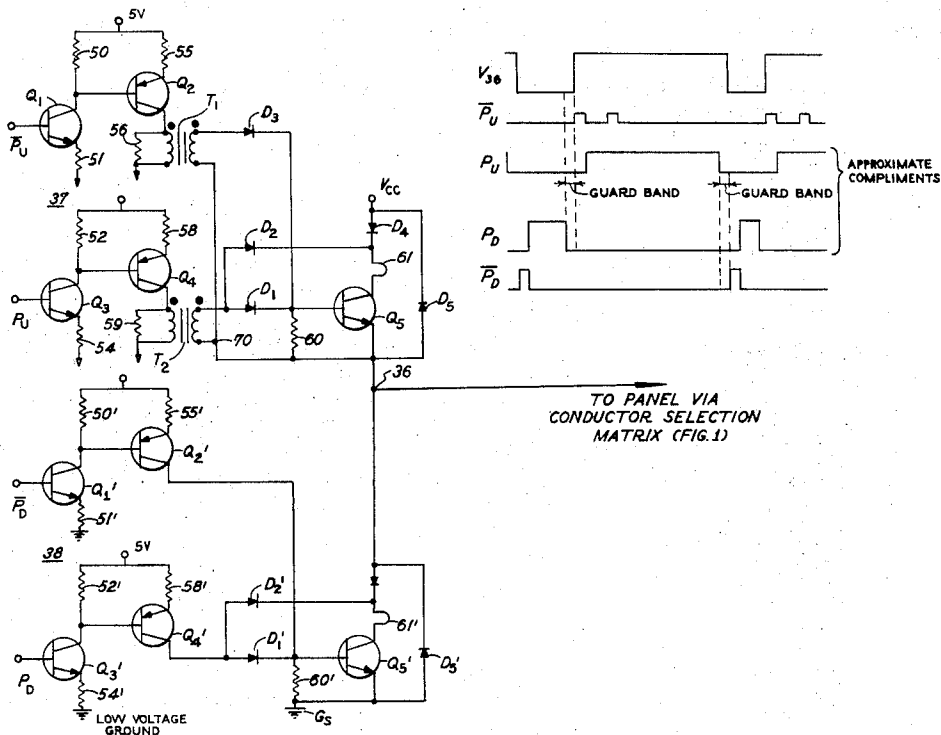 5V
50
55
Q1
Q2
T1
D3
P̅U
51
56
37
52
58
D2
VCC
D4
61
Q3
Q4
D1
Q5
D5
PU
54
59
T2
70
60
36
TO PANEL VIA
CONDUCTOR SELECTION
MATRIX (FIG.1)
50'
55'
Q2'
P̅D
Q1'
51'
38
5V
52'
58'
D2'
61'
Q4'
D1'
Q5'
D5'
PD
Q3'
54'
60'
GS
LOW VOLTAGE
GROUND
V36
P̅U
PU
GUARD BAND
GUARD BAND
APPROXIMATE
COMPLIMENTS
PD
P̅D